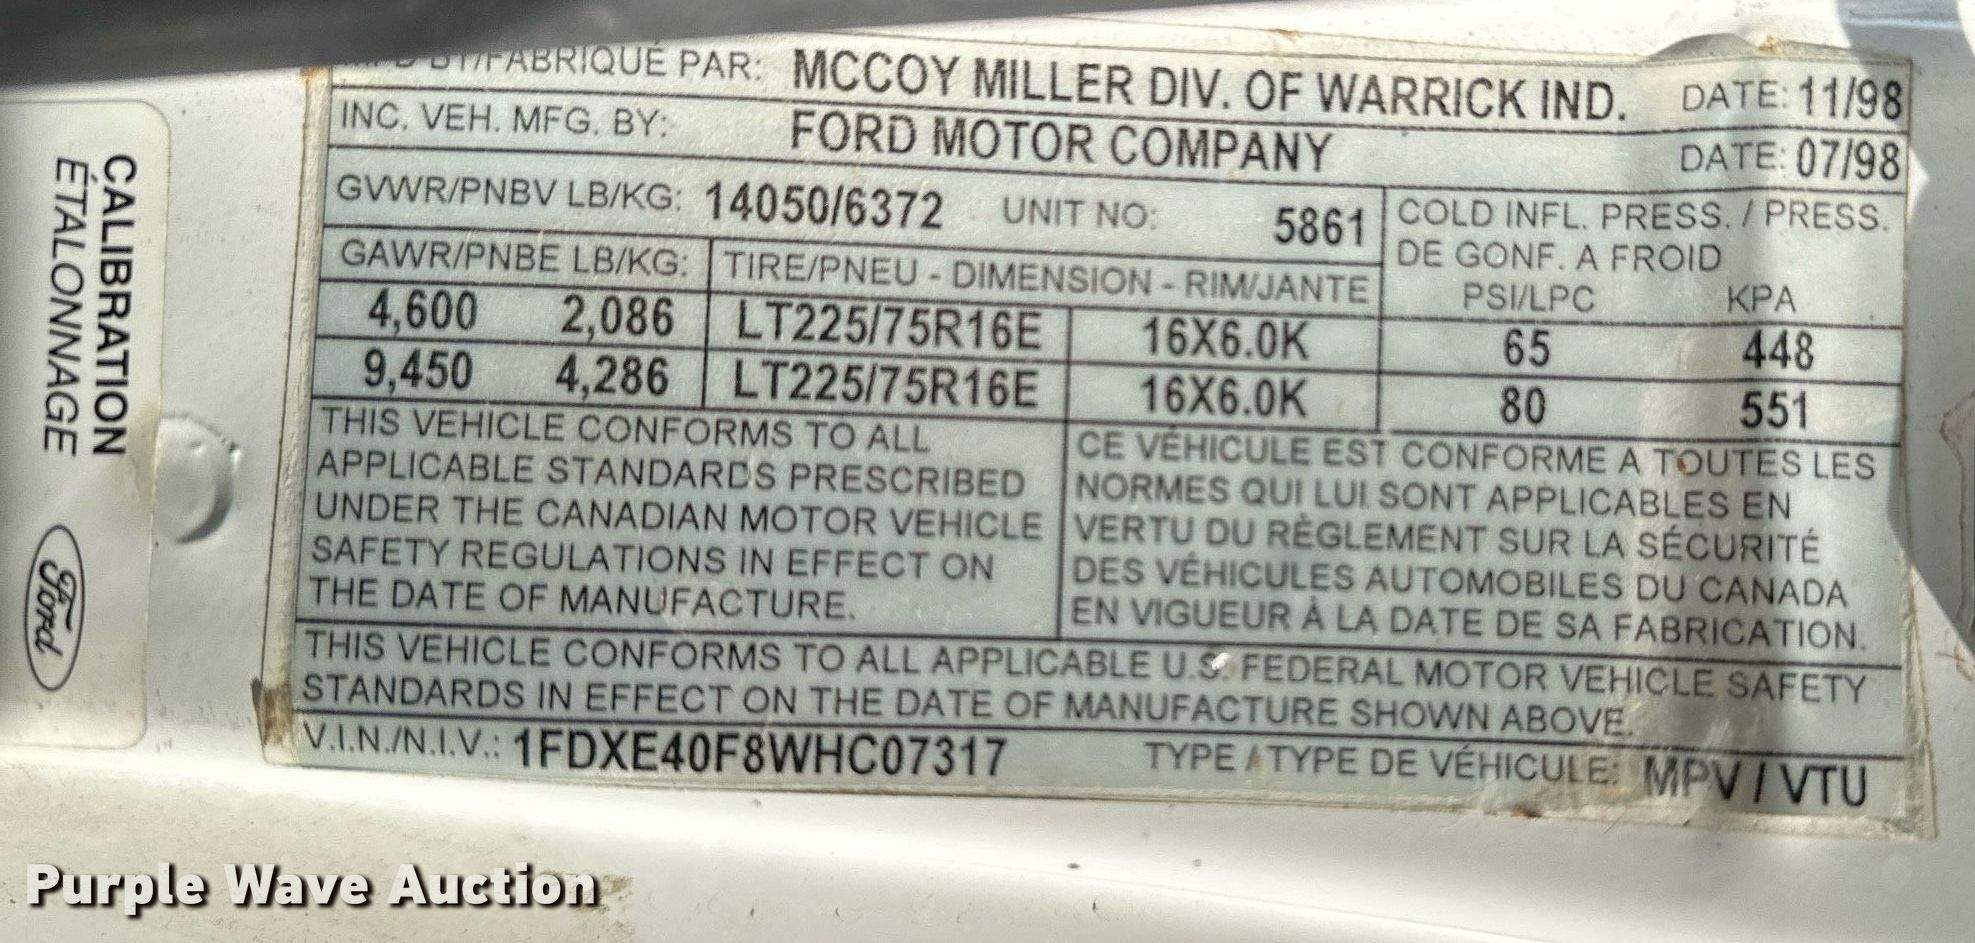 BY/FABRIQUÉ PAR: MCCOY MILLER DIV. OF WARRICK IND. DATE: 11/98
INC. VEH. MFG. BY: FORD MOTOR COMPANY DATE: 07/98
GVWR/PNBV LB/KG: 14050/6372 UNIT NO: 5861
COLD INFL. PRESS. / PRESS.
DE GONF. A FROID
GAWR/PNBE LB/KG: TIRE/PNEU - DIMENSION - RIM/JANTE PSI/LPC KPA
4,600 2,086 LT225/75R16E 16X6.0K 65 448
9,450 4,286 LT225/75R16E 16X6.0K 80 551
THIS VEHICLE CONFORMS TO ALL
APPLICABLE STANDARDS PRESCRIBED
UNDER THE CANADIAN MOTOR VEHICLE
SAFETY REGULATIONS IN EFFECT ON
THE DATE OF MANUFACTURE.
CE VÉHICULE EST CONFORME A TOUTES LES
NORMES QUI LUI SONT APPLICABLES EN
VERTU DU RÈGLEMENT SUR LA SÉCURITÉ
DES VÉHICULES AUTOMOBILES DU CANADA
EN VIGUEUR À LA DATE DE SA FABRICATION.
THIS VEHICLE CONFORMS TO ALL APPLICABLE U.S. FEDERAL MOTOR VEHICLE SAFETY
STANDARDS IN EFFECT ON THE DATE OF MANUFACTURE SHOWN ABOVE.
V.I.N./N.I.V.: 1FDXE40F8WHC07317 TYPE / TYPE DE VÉHICULE: MPV / VTU
CALIBRATION
ÉTALONNAGE
Ford
Purple Wave Auction